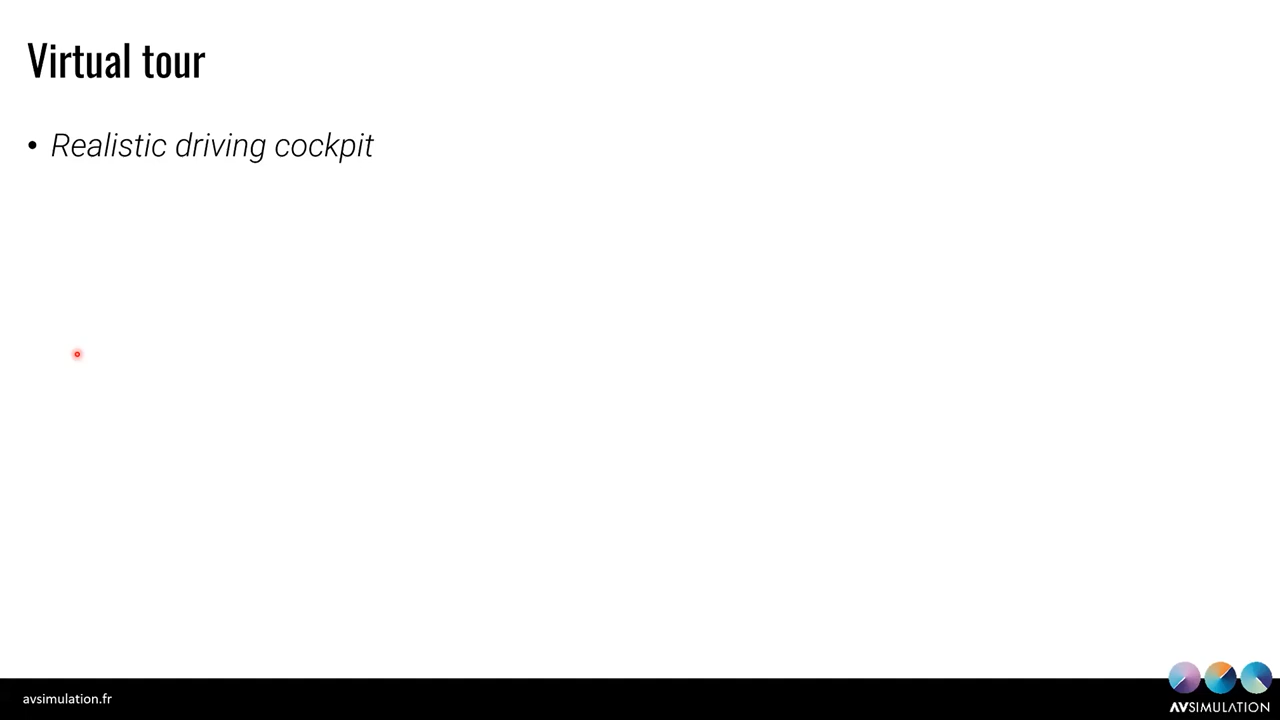 Virtual tour
• Realistic driving cockpit
avsimulation.fr
AVSIMULATION